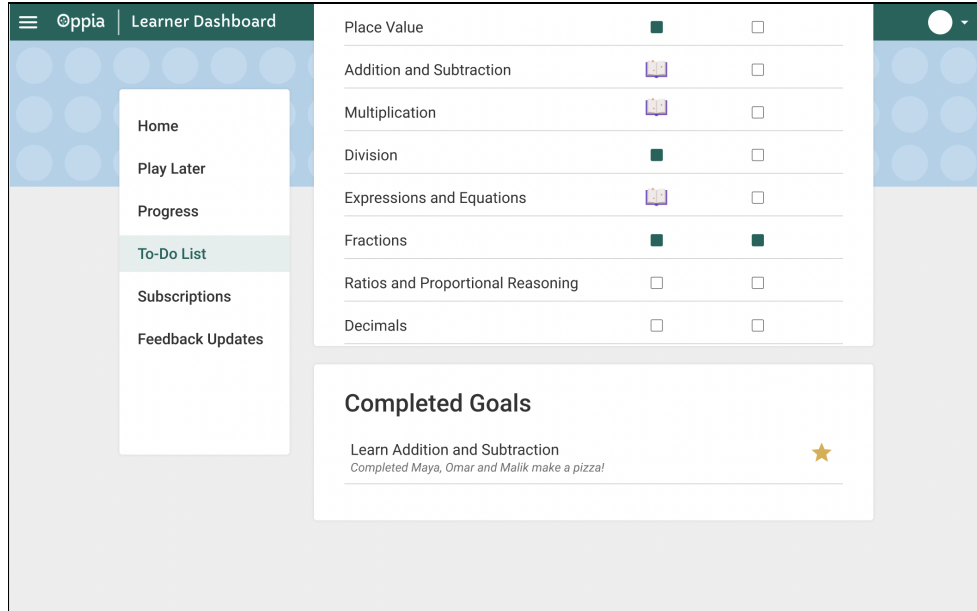 Oppia
Learner Dashboard
Home
Play Later
Progress
To-Do List
Subscriptions
Feedback Updates
Place Value
Addition and Subtraction
Multiplication
Division
Expressions and Equations
Fractions
Ratios and Proportional Reasoning
Decimals
Completed Goals
Learn Addition and Subtraction
Completed Maya, Omar and Malik make a pizza!